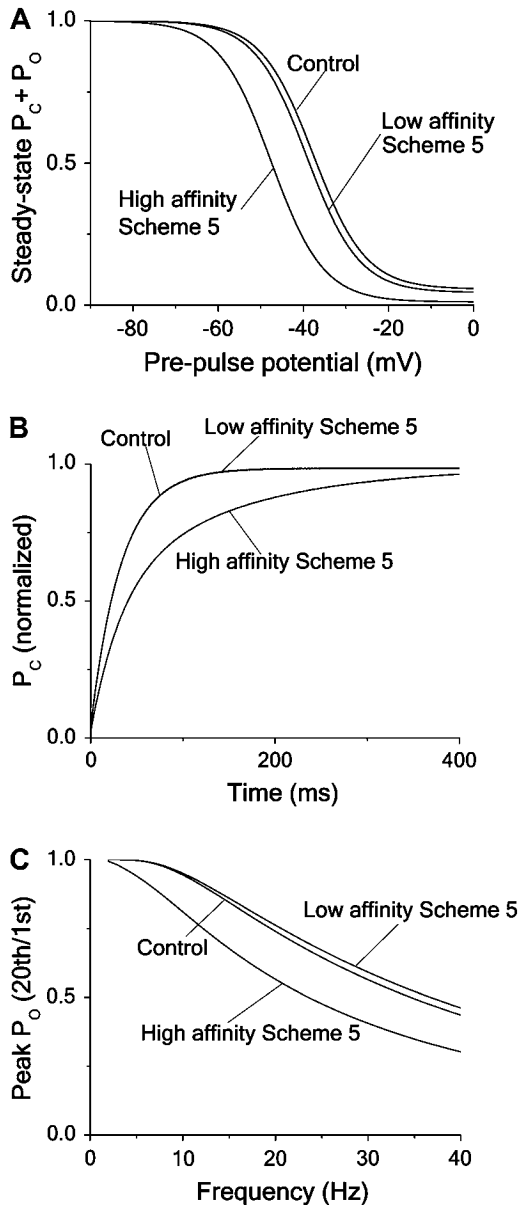 A
1.0
0.5
0.0
Steady-state P_C + P_O
Control
Low affinity
Scheme 5
High affinity
Scheme 5
-80
-60
-40
-20
0
Pre-pulse potential (mV)
B
1.0
0.5
0.0
P_C (normalized)
Control
Low affinity Scheme 5
High affinity Scheme 5
0
200
400
Time (ms)
C
1.0
0.5
1.0
Peak P_O (20th/1st)
Low affinity Scheme 5
Control
High affinity Scheme 5
0
10
20
30
40
Frequency (Hz)